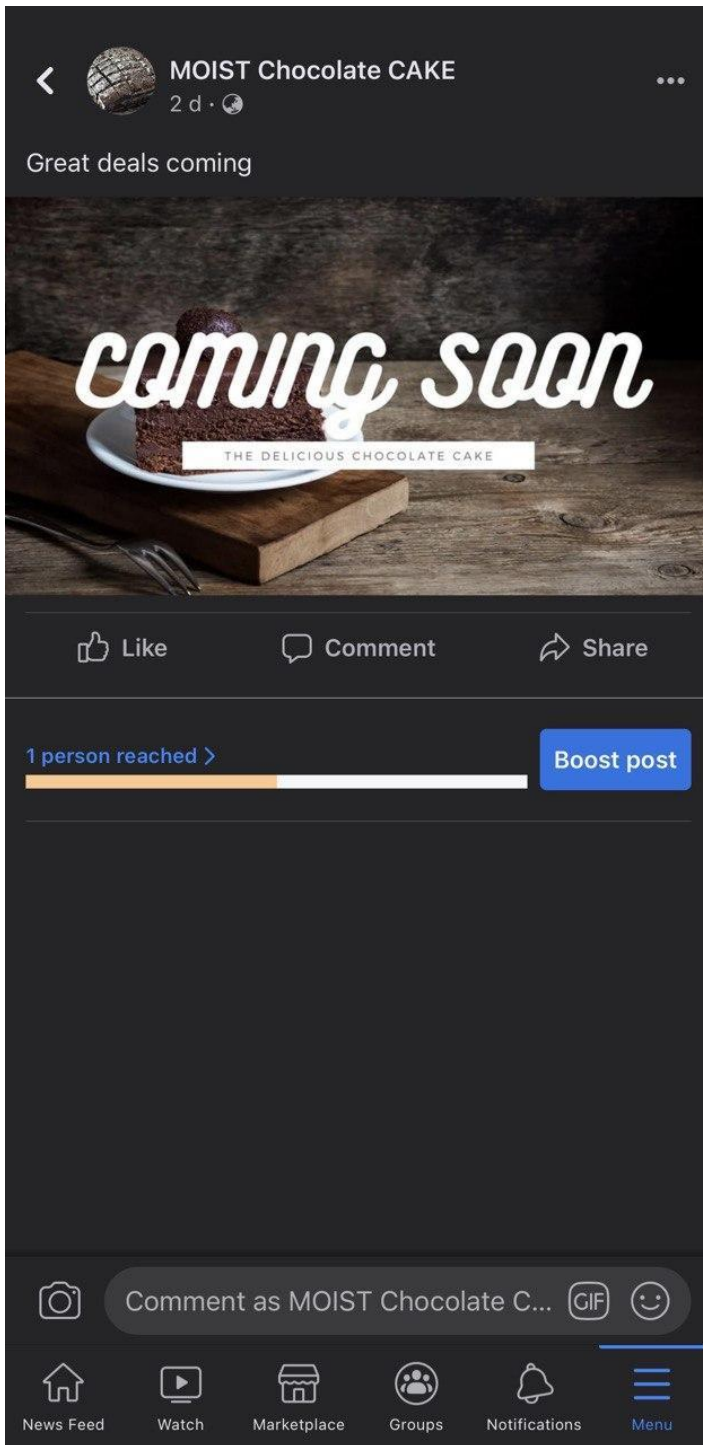 MOIST Chocolate CAKE
2 d ·
Great deals coming
coming soon
THE DELICIOUS CHOCOLATE CAKE
Like Comment Share
1 person reached >
Boost post
Comment as MOIST Chocolate C... GIF
News Feed Watch Marketplace Groups Notifications Menu